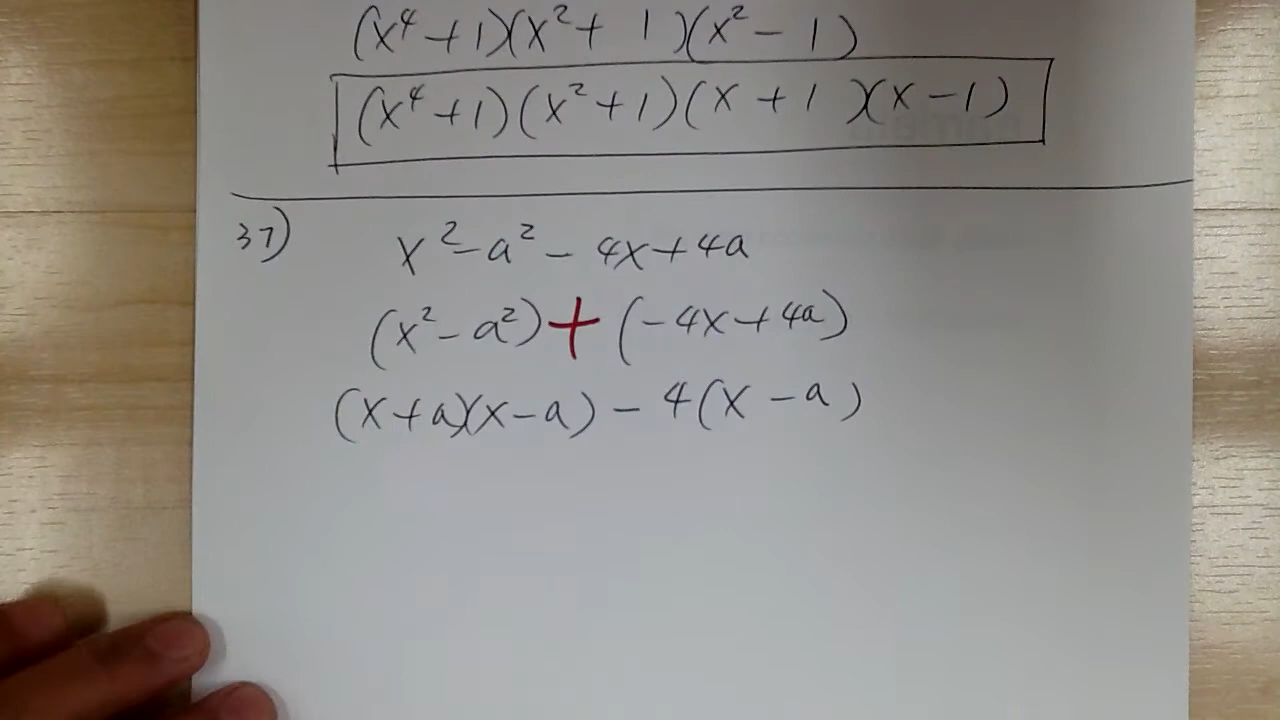 (x⁴+1)(x²+1)(x²-1)
(x⁴+1)(x²+1)(x+1)(x-1)
37) x²-a²-4x+4a
(x²-a²)+(-4x+4a)
(x+a)(x-a)-4(x-a)